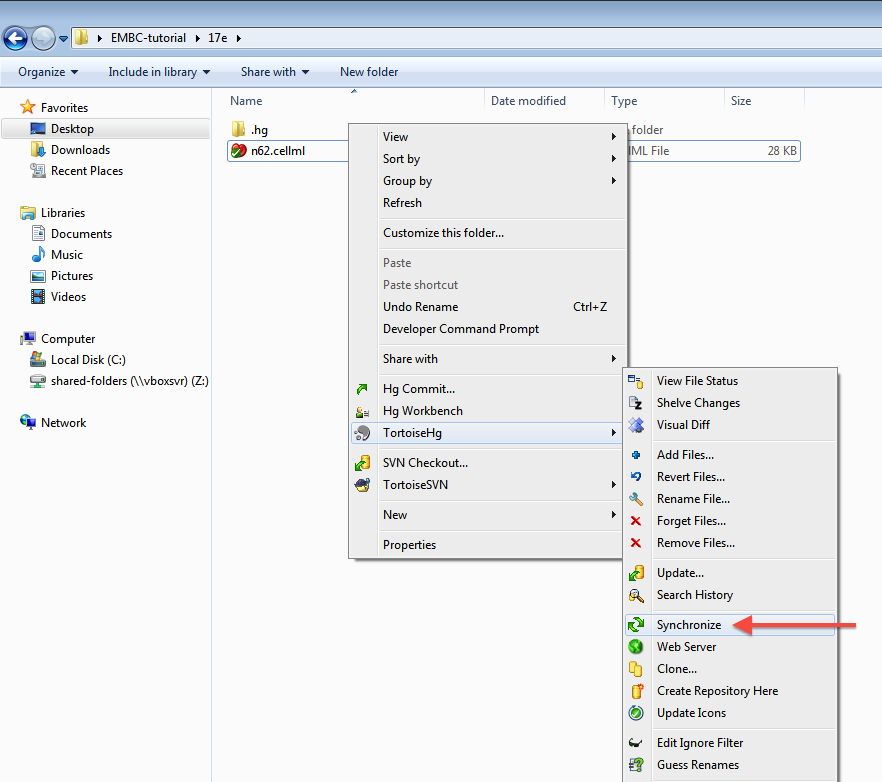 EMBC-tutorial 17e
Organize Include in library Share with New folder
Name Date modified Type Size
Favorites
Desktop
Downloads
Recent Places
Libraries
Documents
Music
Pictures
Videos
Computer
Local Disk (C:)
shared-folders (\\vboxsvr) (Z:)
Network
.hg folder
n62.cellml ML File 28 KB
View
Sort by
Group by
Refresh
Customize this folder...
Paste
Paste shortcut
Undo Rename Ctrl+Z
Developer Command Prompt
Share with
Hg Commit...
Hg Workbench
TortoiseHg
SVN Checkout...
TortoiseSVN
New
Properties
View File Status
Shelve Changes
Visual Diff
Add Files...
Revert Files...
Rename File...
Forget Files...
Remove Files...
Update...
Search History
Synchronize
Web Server
Clone...
Create Repository Here
Update Icons
Edit Ignore Filter
Guess Renames